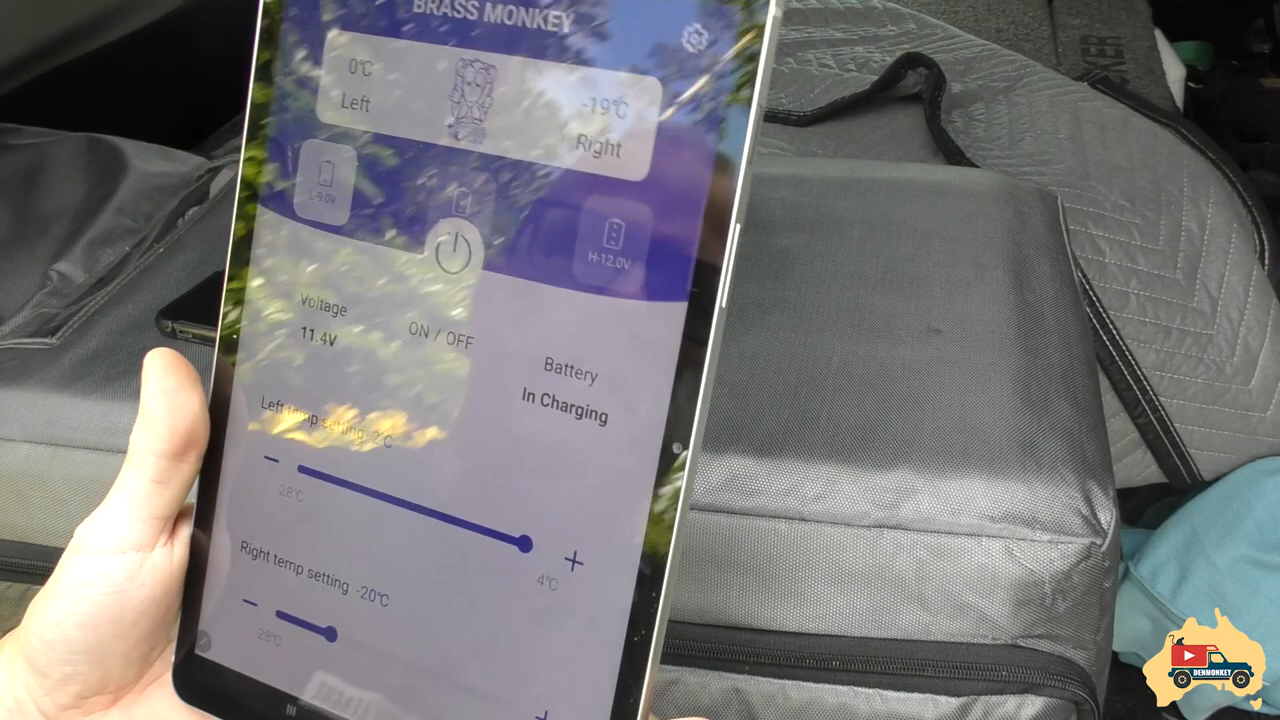 BRASS MONKEY
0℃
Left
-19℃
Right
L-9.0V
H-12.0V
Voltage
11.4V
ON / OFF
Battery
In Charging
Left temp setting 2℃
-28℃
4℃
Right temp setting -20℃
28℃
DENMONKEY